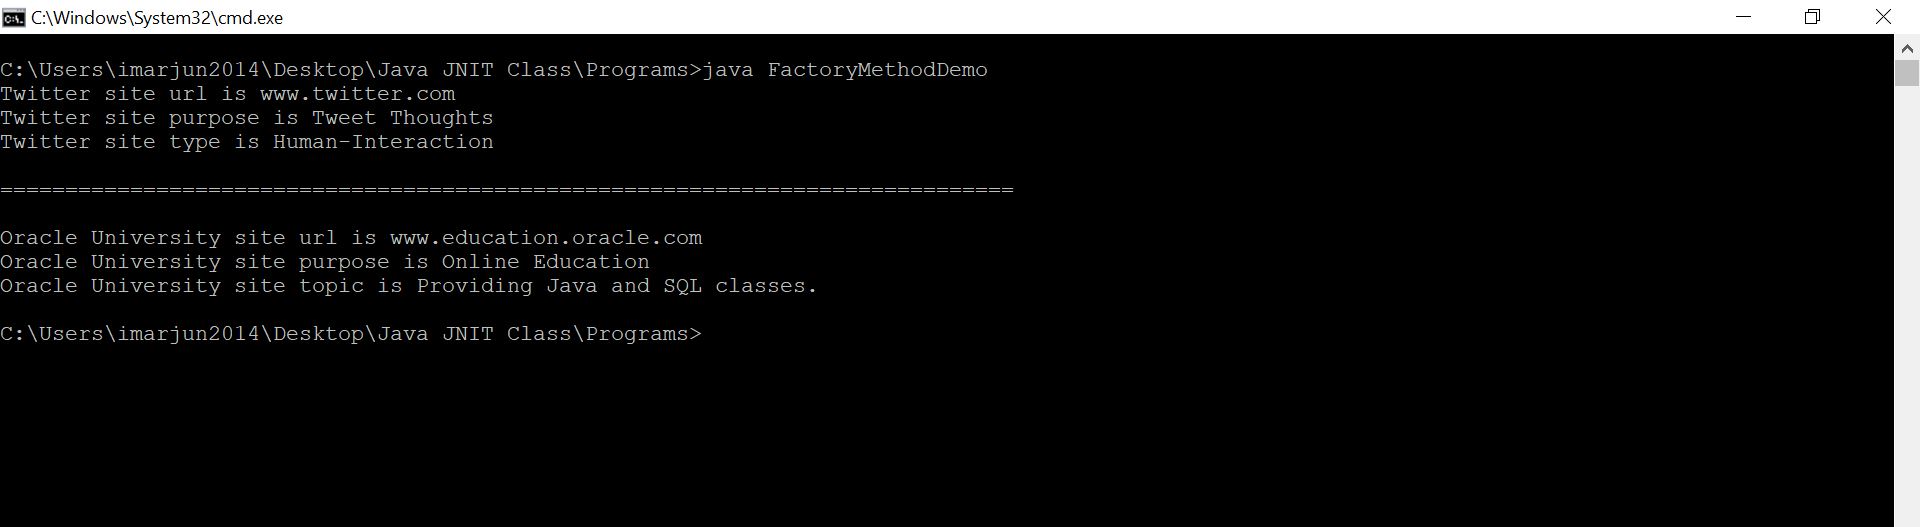 C:\Windows\System32\cmd.exe
C:\Users\imarjun2014\Desktop\Java JNIT Class\Programs>java FactoryMethodDemo
Twitter site url is www.twitter.com
Twitter site purpose is Tweet Thoughts
Twitter site type is Human-Interaction
==============================================================================
Oracle University site url is www.education.oracle.com
Oracle University site purpose is Online Education
Oracle University site topic is Providing Java and SQL classes.
C:\Users\imarjun2014\Desktop\Java JNIT Class\Programs>